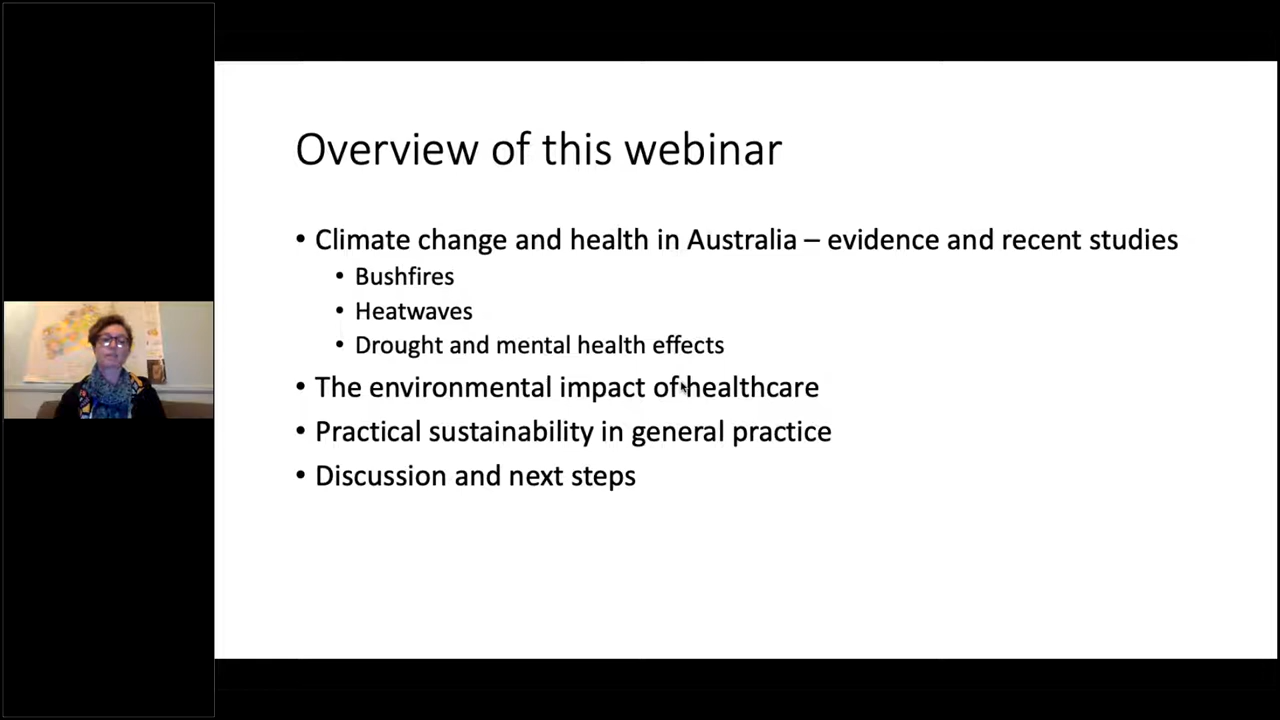 Overview of this webinar
• Climate change and health in Australia – evidence and recent studies
• Bushfires
• Heatwaves
• Drought and mental health effects
• The environmental impact of healthcare
• Practical sustainability in general practice
• Discussion and next steps